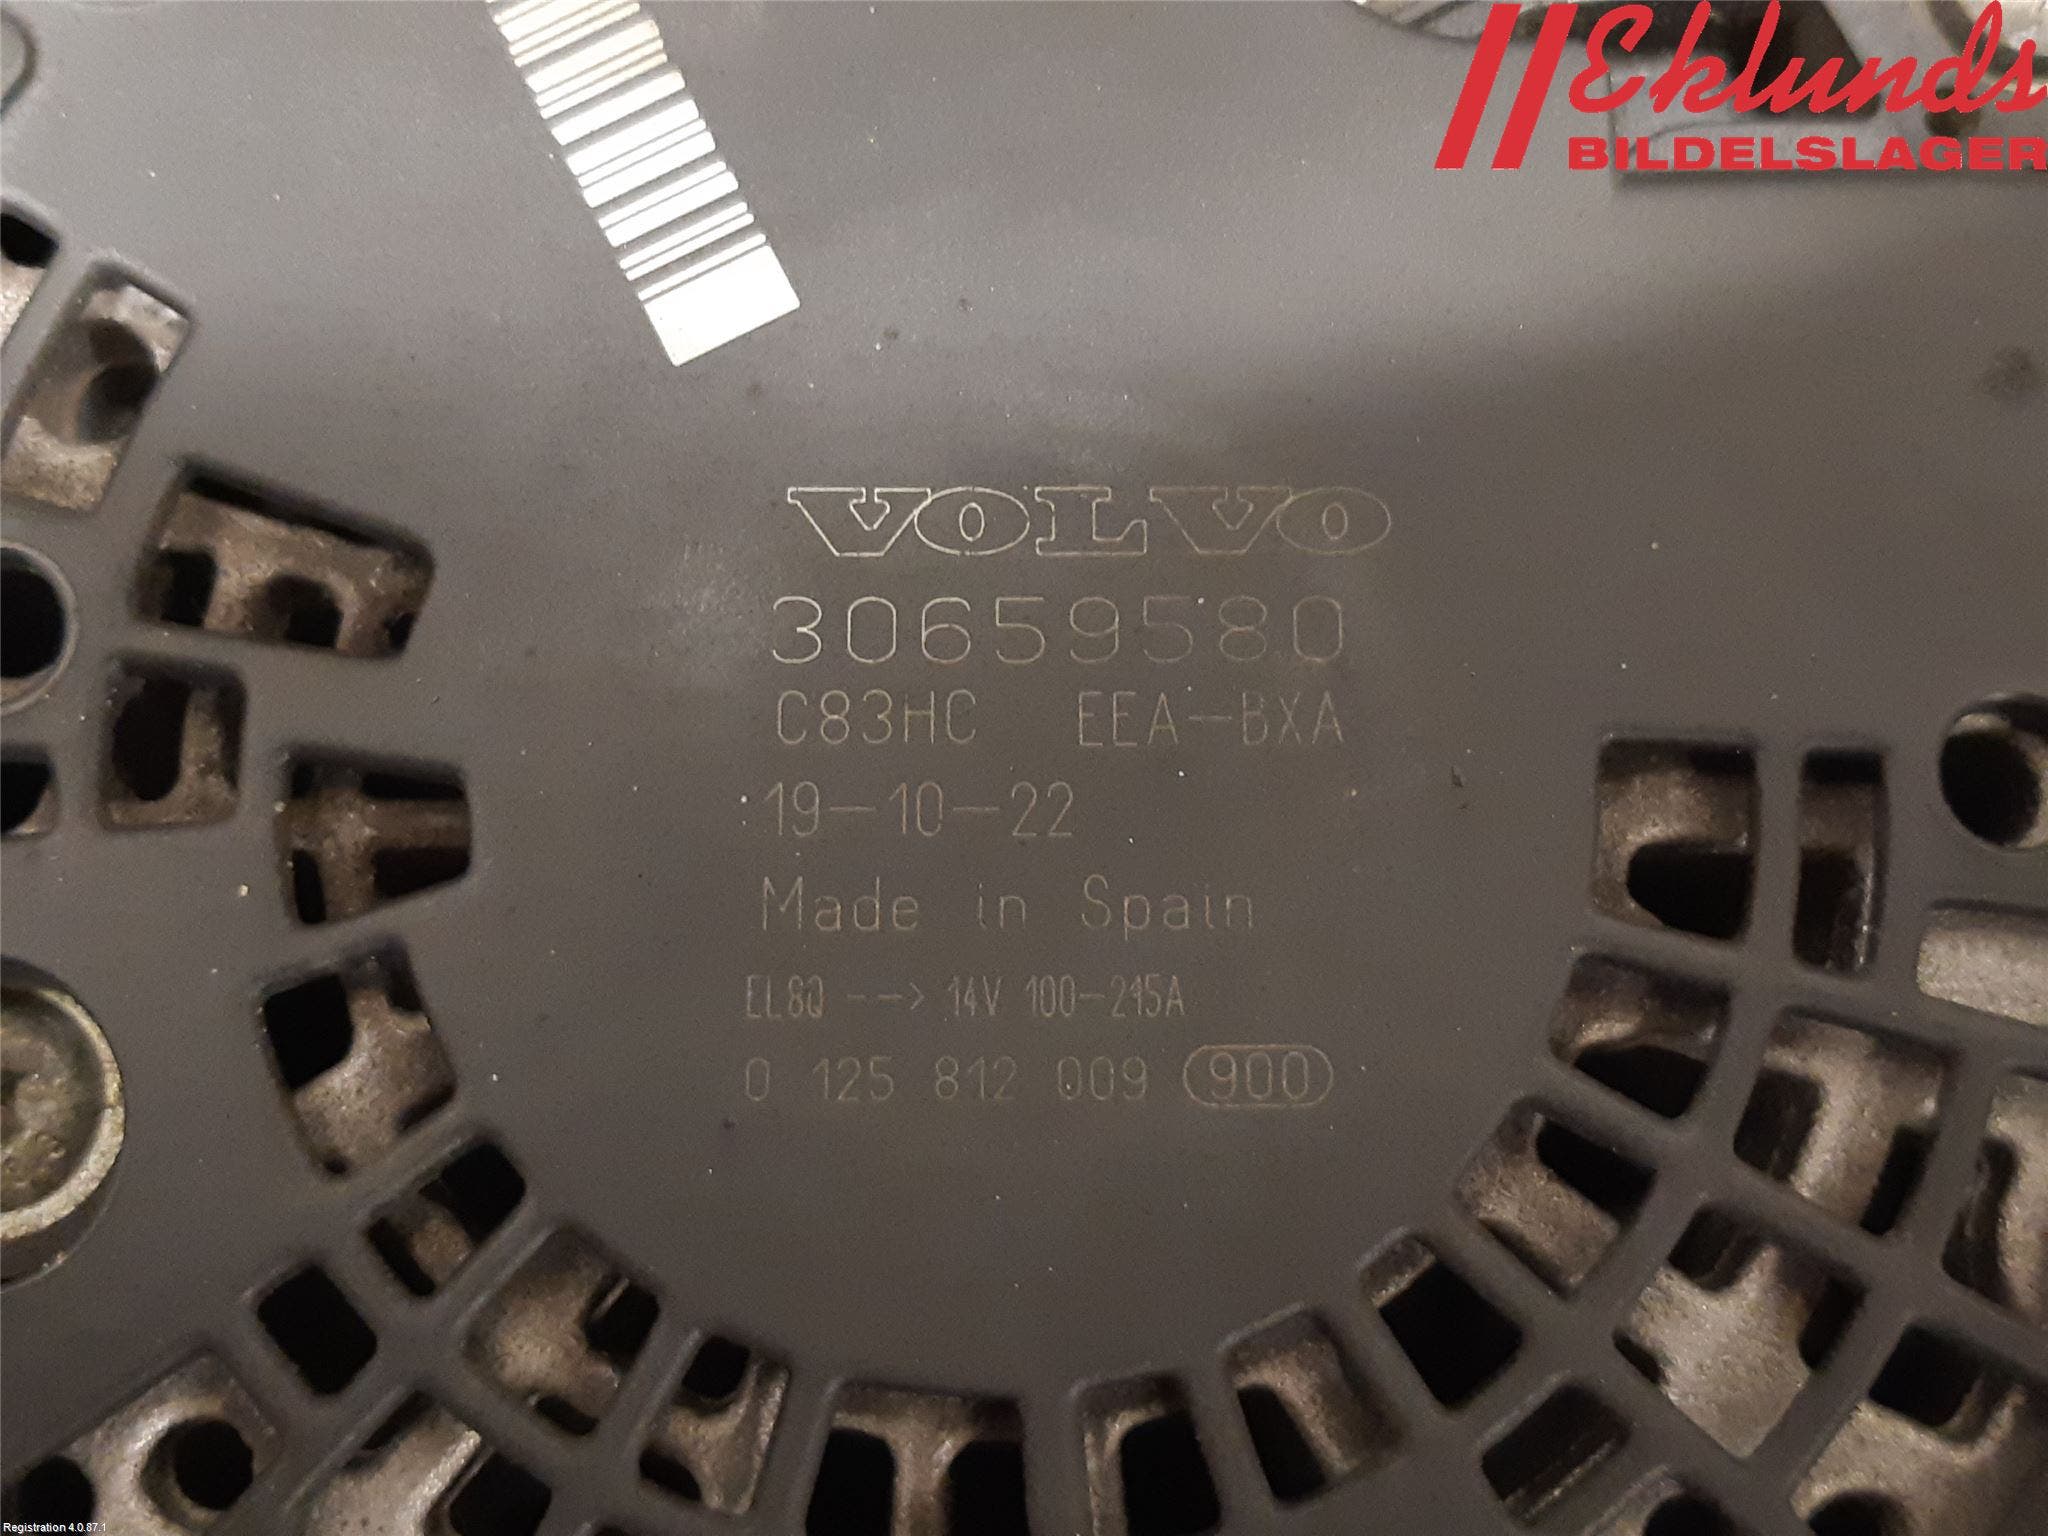 Eklunds
BILDELSLAGER
VOLVO
30659580
C83HC EEA-BXA
19-10-22
Made in Spain
EL8Q --> 14V 100-215A
0 125 812 009 900
Registration 4.0.87.1